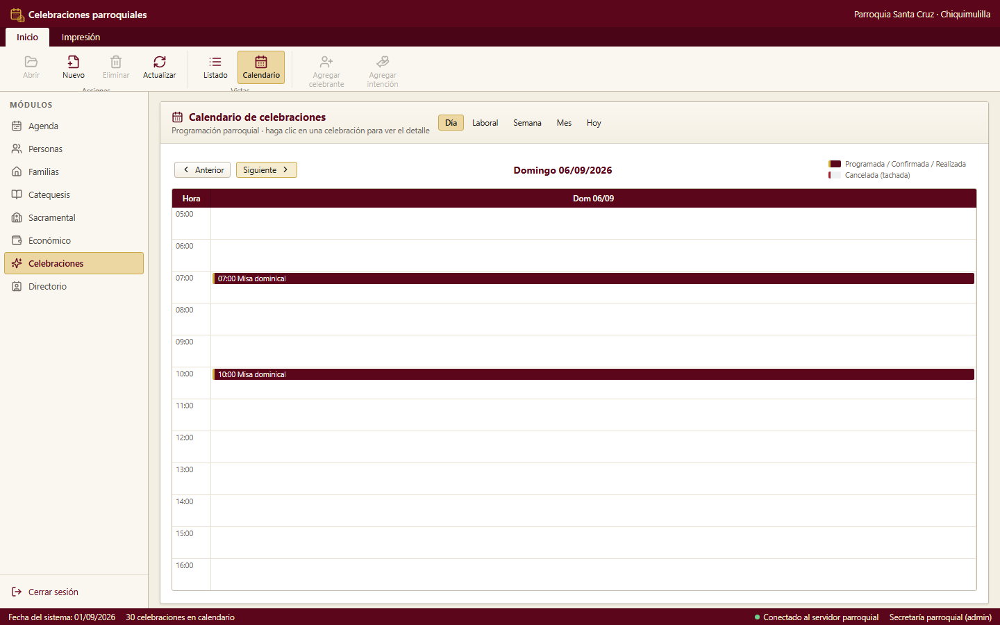 Celebraciones parroquiales
Parroquia Santa Cruz · Chiquimulilla
Inicio
Impresión
Abrir
Nuevo
Eliminar
Actualizar
Listado
Calendario
Agregar celebrante
Agregar intención
Acciones
Vistas
MÓDULOS
Agenda
Personas
Familias
Catequesis
Sacramental
Económico
Celebraciones
Directorio
Cerrar sesión
Calendario de celebraciones
Programación parroquial · haga clic en una celebración para ver el detalle
Día
Laboral
Semana
Mes
Hoy
Anterior
Siguiente
Domingo 06/09/2026
Programada / Confirmada / Realizada
Cancelada (tachada)
Hora
Dom 06/09
05:00
06:00
07:00
07:00 Misa dominical
08:00
09:00
10:00
10:00 Misa dominical
11:00
12:00
13:00
14:00
15:00
16:00
Fecha del sistema: 01/09/2026
30 celebraciones en calendario
Conectado al servidor parroquial
Secretaría parroquial (admin)